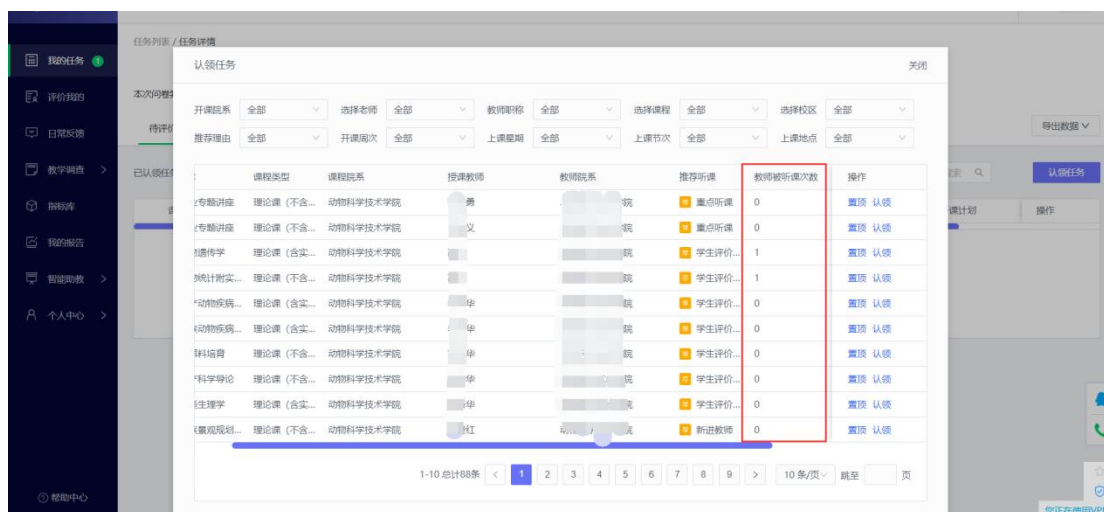 任务列表 / 任务详情
我的任务 1
评价我的
日常反馈
教学调查
指标库
我的报告
智能助教
个人中心
帮助中心
本次问卷
待评价
已认领任
导出数据
认领任务
课计划 操作
认领任务 关闭
开课院系 全部 选择老师 全部 教师职称 全部 选择课程 全部 选择校区 全部
推荐理由 全部 开课周次 全部 上课星期 全部 上课节次 全部 上课地点 全部
课程类型 课程院系 授课教师 教师院系 推荐听课 教师被听课次数 操作
专题讲座 理论课（不含... 动物科学技术学院 勇 院 重点听课 0 置顶 认领
专题讲座 理论课（不含... 动物科学技术学院 义 院 重点听课 0 置顶 认领
遗传学 理论课（含实... 动物科学技术学院 院 学生评价... 1 置顶 认领
统计附实... 理论课（不含... 动物科学技术学院 院 学生评价... 1 置顶 认领
动物疾病... 理论课（含实... 动物科学技术学院 华 院 学生评价... 0 置顶 认领
动物疾病... 理论课（含实... 动物科学技术学院 华 院 学生评价... 0 置顶 认领
培育 理论课（不含... 动物科学技术学院 华 院 学生评价... 0 置顶 认领
科学导论 理论课（不含... 动物科学技术学院 华 院 学生评价... 0 置顶 认领
生理学 理论课（含实... 动物科学技术学院 华 学生评价... 0 置顶 认领
景观规划... 理论课（不含... 动物科学技术学院 红 新进教师 0 置顶 认领
1-10 总计88条 < 1 2 3 4 5 6 7 8 9 > 10 条/页 跳至 页
您正在使用VP